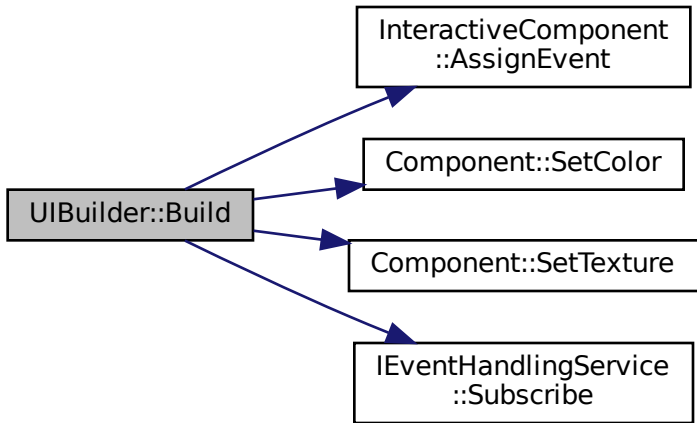 InteractiveComponent
::AssignEvent
Component::SetColor
UIBuilder::Build
Component::SetTexture
IEventHandlingService
::Subscribe